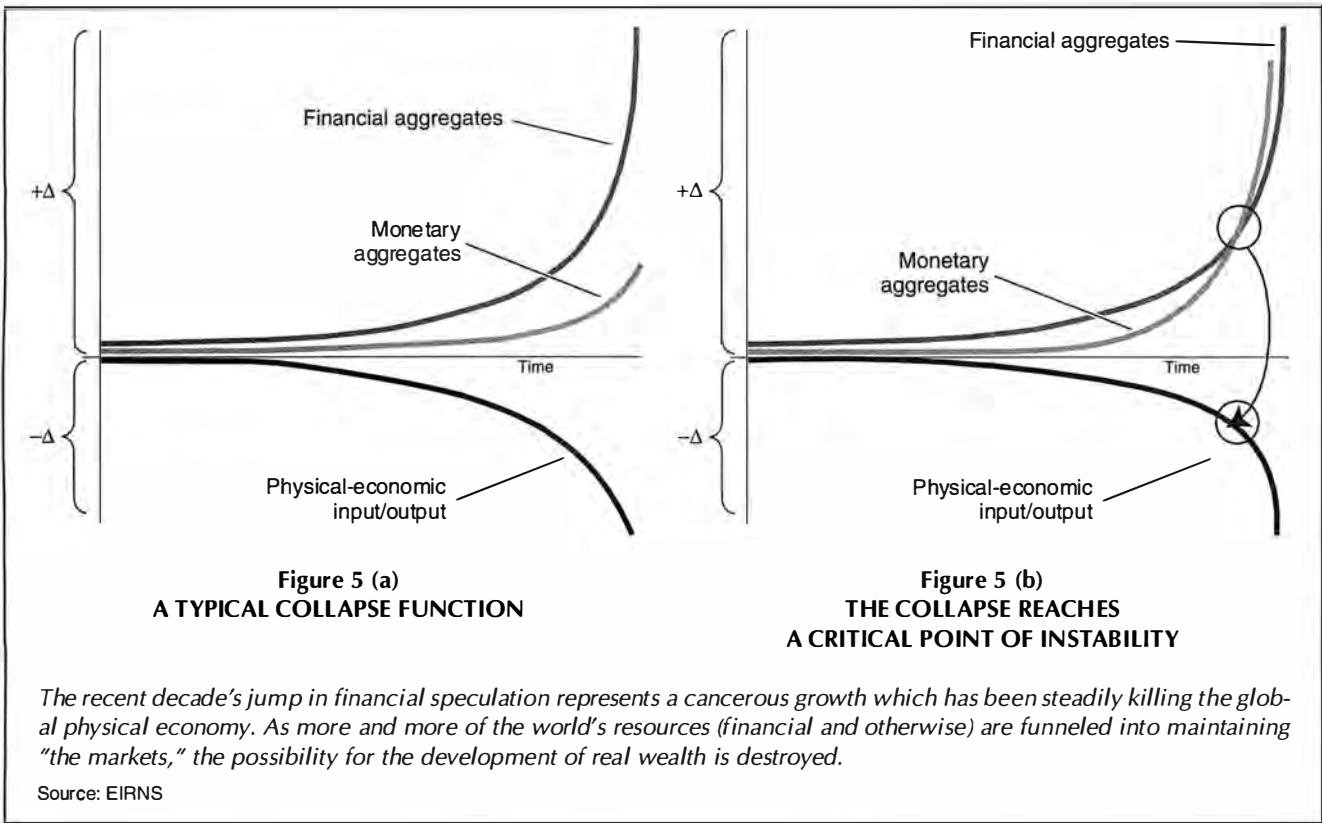 +Δ
Financial aggregates
Monetary
aggregates
Time
−Δ
Physical-economic
input/output
Figure 5 (a)
A TYPICAL COLLAPSE FUNCTION
Financial aggregates
+Δ
Monetary
aggregates
Time
−Δ
Physical-economic
input/output
Figure 5 (b)
THE COLLAPSE REACHES
A CRITICAL POINT OF INSTABILITY
The recent decade's jump in financial speculation represents a cancerous growth which has been steadily killing the glob-
al physical economy. As more and more of the world's resources (financial and otherwise) are funneled into maintaining
"the markets," the possibility for the development of real wealth is destroyed.
Source: EIRNS